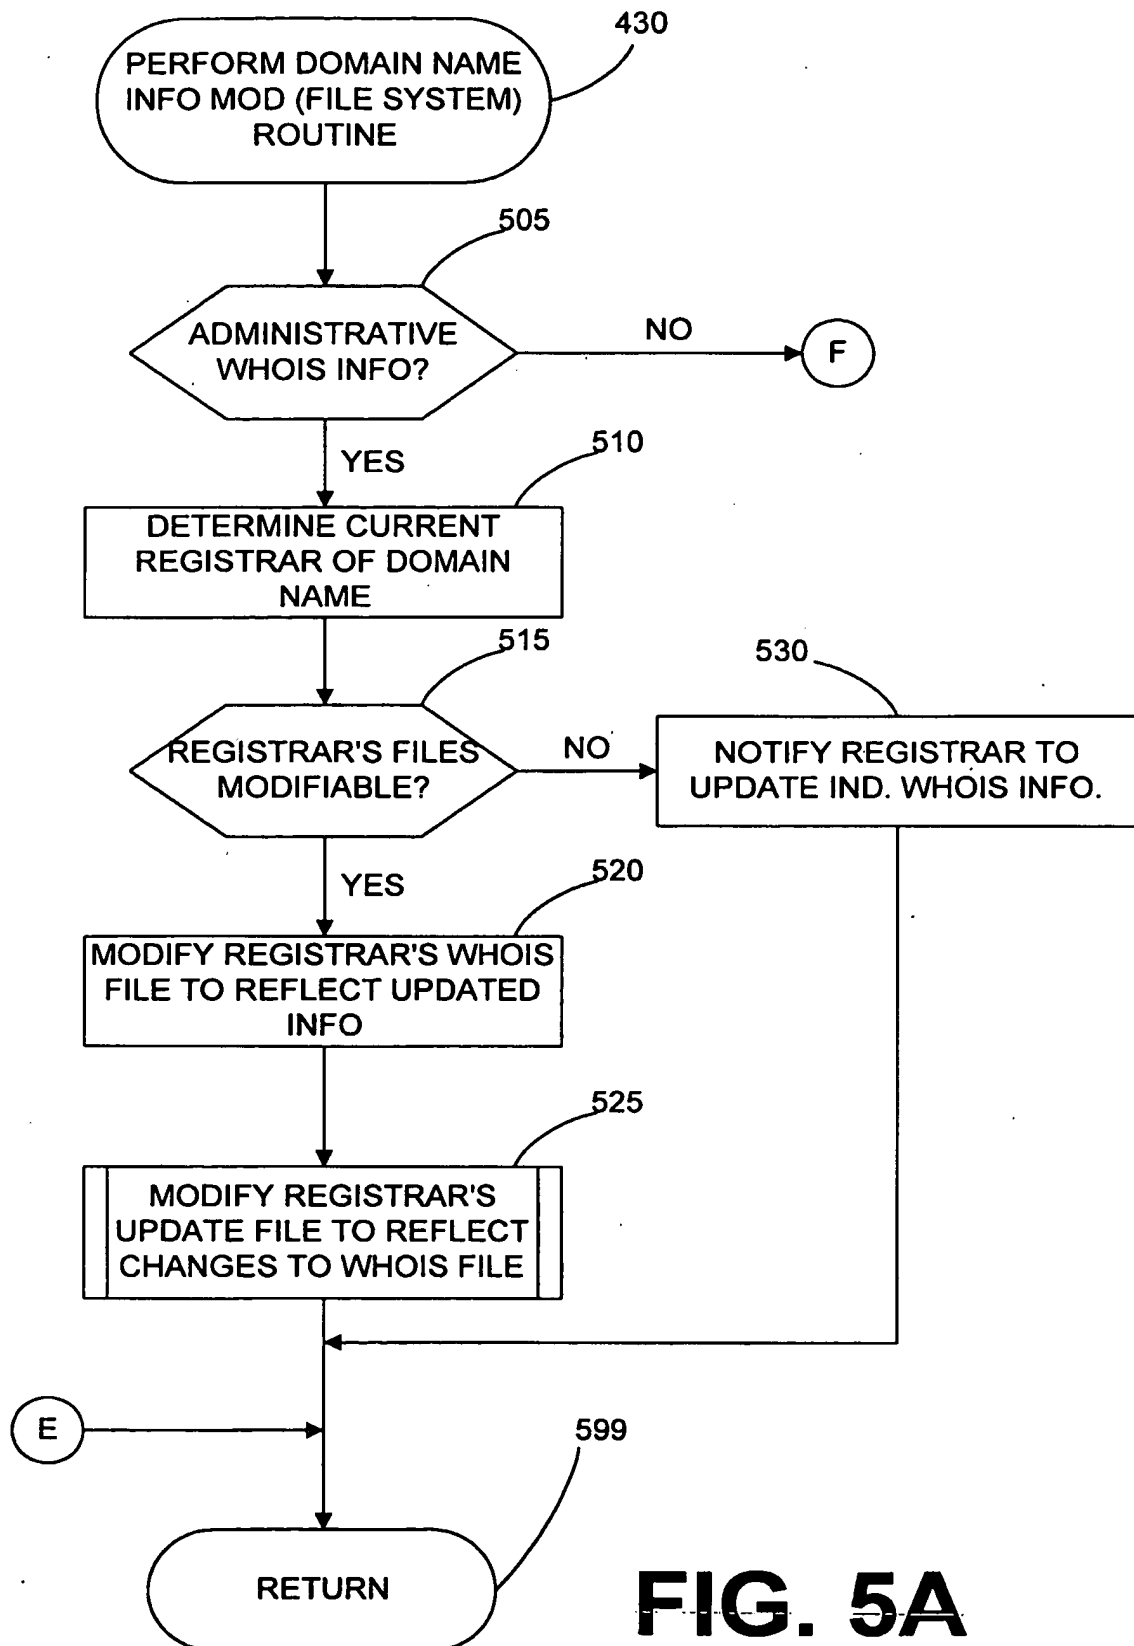 430
PERFORM DOMAIN NAME
INFO MOD (FILE SYSTEM)
ROUTINE
505
ADMINISTRATIVE
WHOIS INFO?
NO
F
YES
510
DETERMINE CURRENT
REGISTRAR OF DOMAIN
NAME
515
REGISTRAR'S FILES
MODIFIABLE?
NO
530
NOTIFY REGISTRAR TO
UPDATE IND. WHOIS INFO.
YES
520
MODIFY REGISTRAR'S WHOIS
FILE TO REFLECT UPDATED
INFO
525
MODIFY REGISTRAR'S
UPDATE FILE TO REFLECT
CHANGES TO WHOIS FILE
E
599
RETURN
FIG. 5A